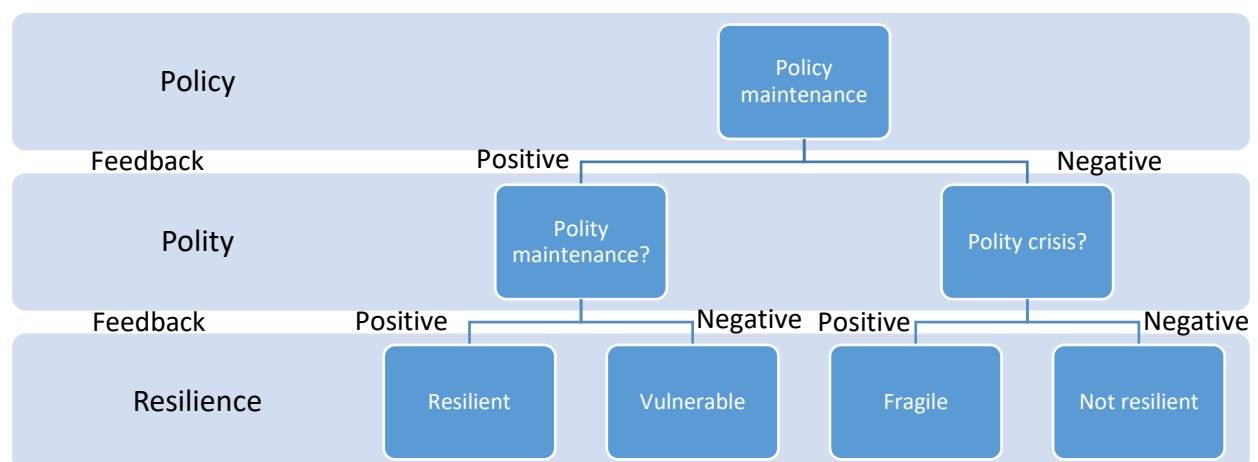 Policy
Policy
maintenance
Feedback
Positive
Negative
Polity
Polity
maintenance?
Polity crisis?
Feedback
Positive
Negative
Positive
Negative
Resilience
Resilient
Vulnerable
Fragile
Not resilient